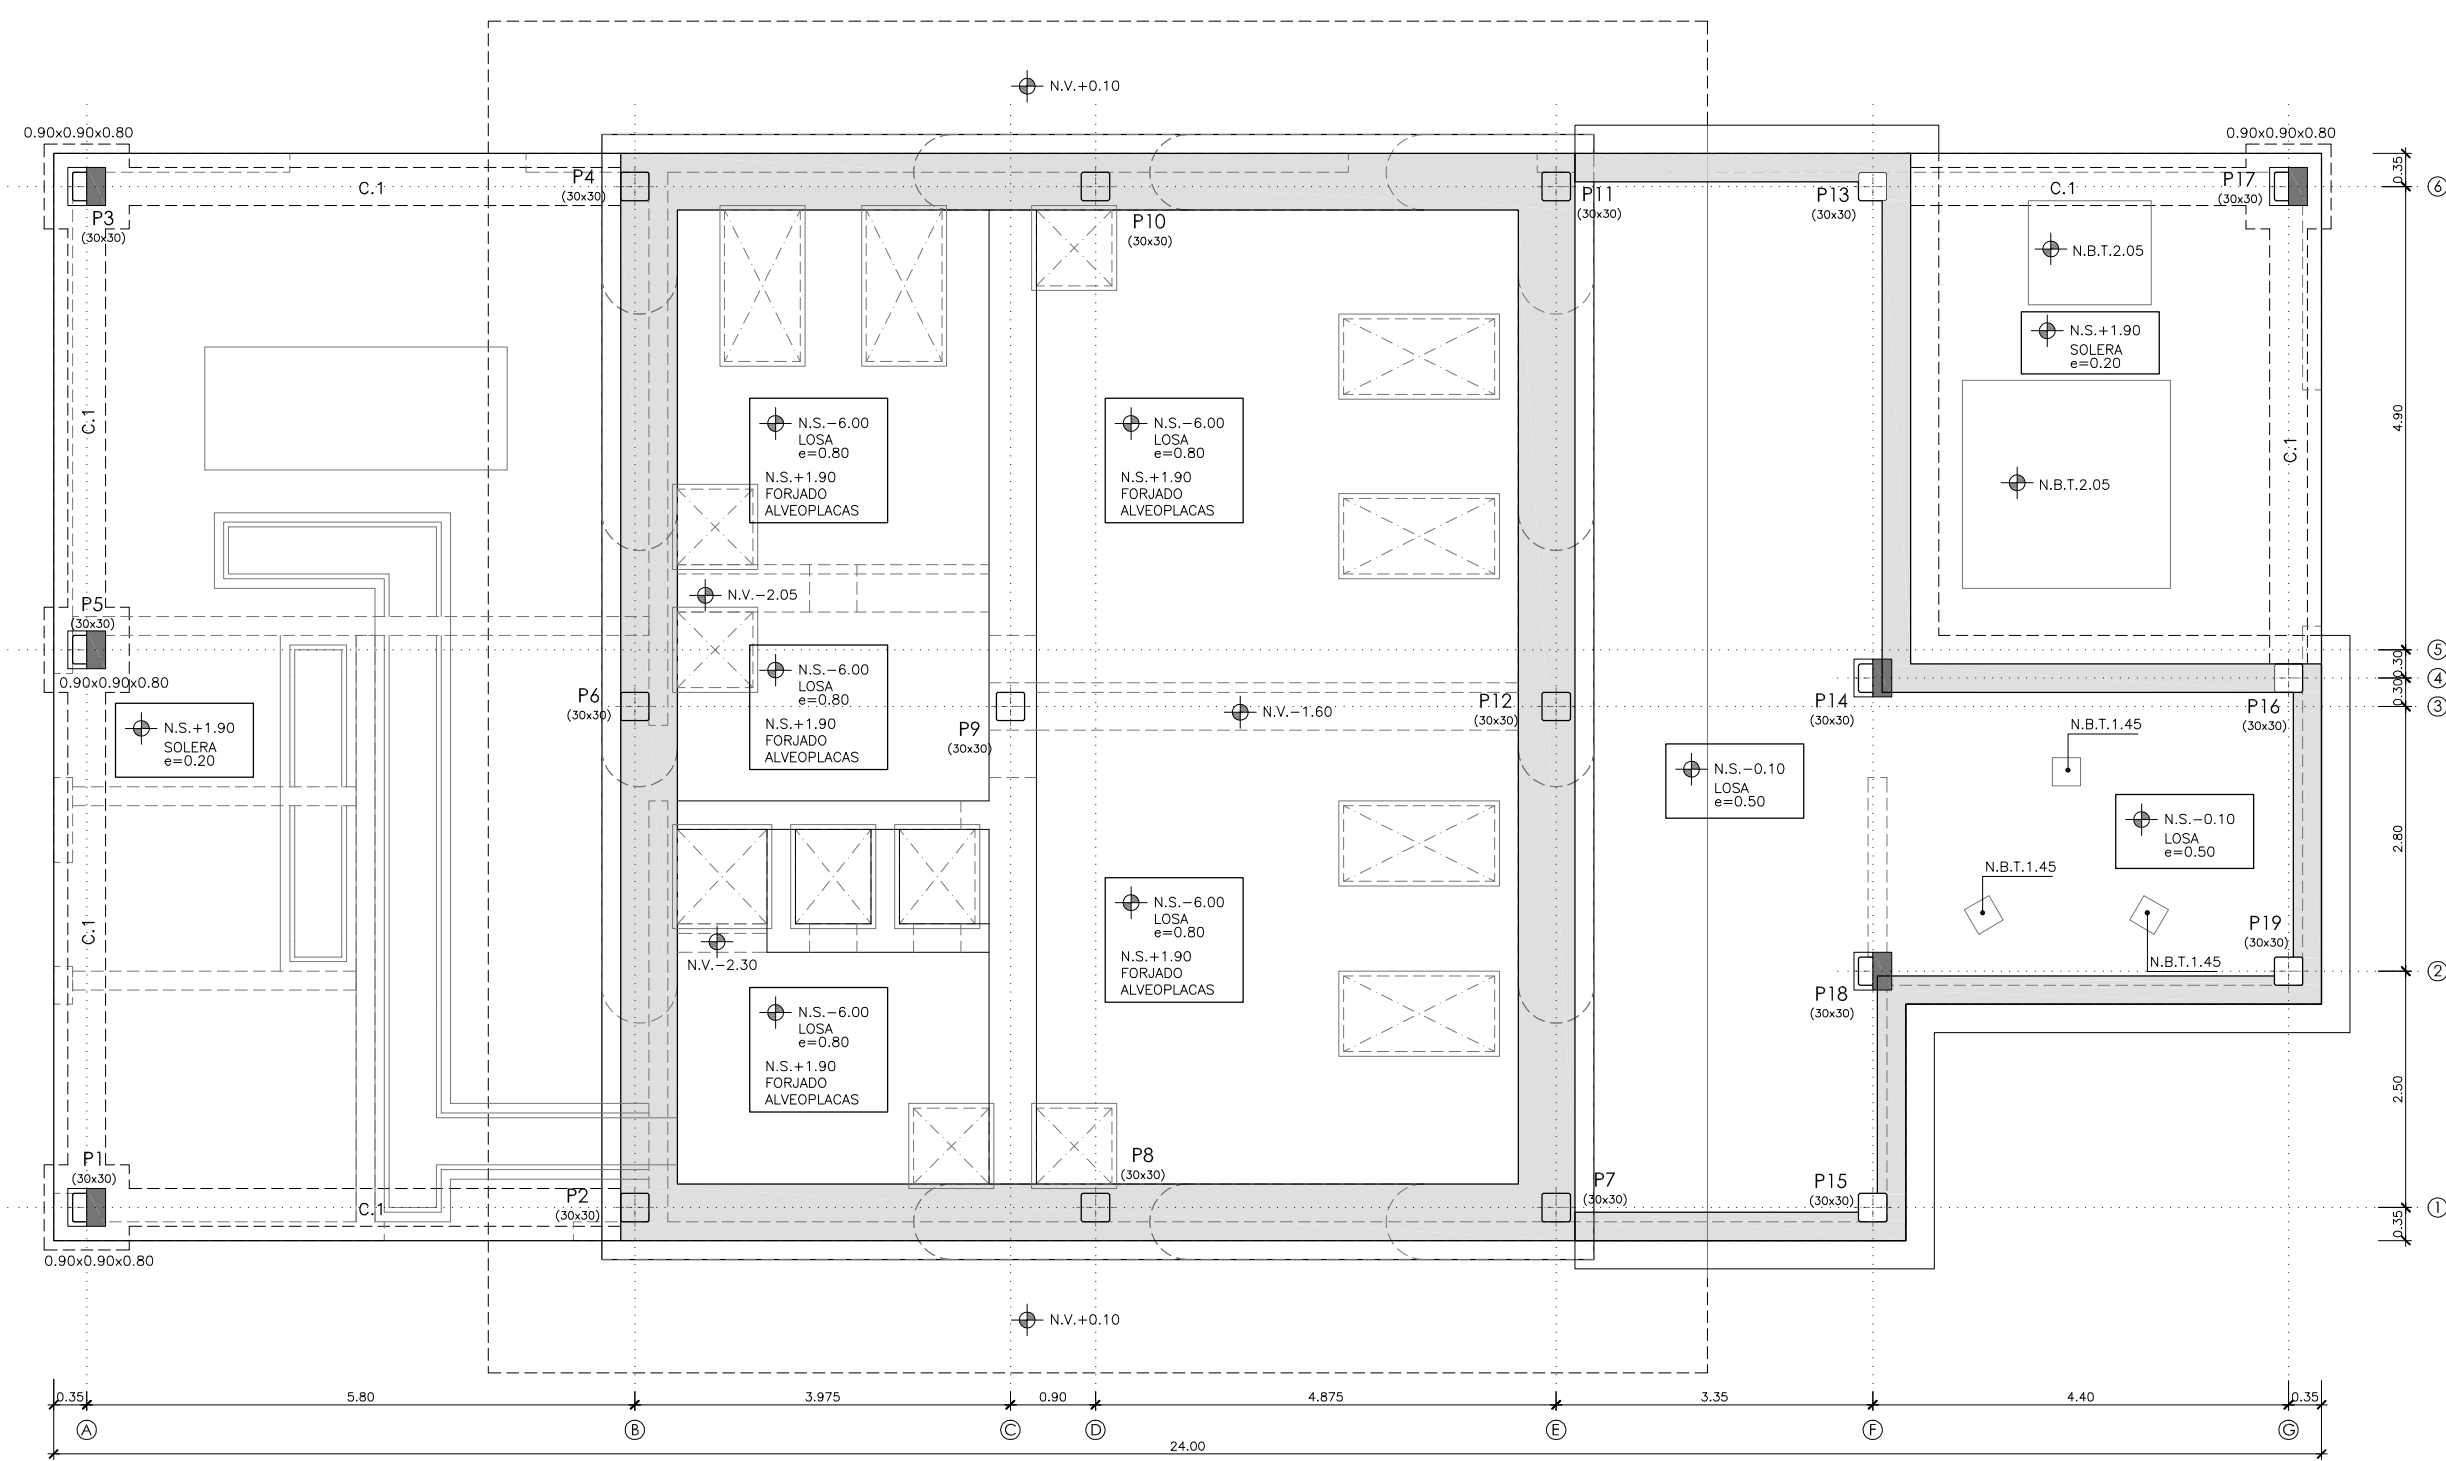 N.V.+0.10
0.90x0.90x0.80
0.90x0.90x0.80
P3
(30x30)
C.1
P4
(30x30)
P10
(30x30)
P11
(30x30)
P13
(30x30)
C.1
P17
(30x30)
0.35
6
N.B.T.2.05
N.S.+1.90
SOLERA
e=0.20
C.1
N.S.-6.00
LOSA
e=0.80
N.S.+1.90
FORJADO
ALVEOPLACAS
N.S.-6.00
LOSA
e=0.80
N.S.+1.90
FORJADO
ALVEOPLACAS
N.B.T.2.05
C.1
4.90
P5
(30x30)
0.90x0.90x0.80
N.V.-2.05
N.S.-6.00
LOSA
e=0.80
N.S.+1.90
FORJADO
ALVEOPLACAS
P6
(30x30)
P9
(30x30)
N.V.-1.60
P12
(30x30)
P14
(30x30)
P16
(30x30)
5
0.30
4
0.30
3
N.S.+1.90
SOLERA
e=0.20
N.S.-0.10
LOSA
e=0.50
N.B.T.1.45
N.S.-0.10
LOSA
e=0.50
2.80
N.B.T.1.45
C.1
N.V.-2.30
N.S.-6.00
LOSA
e=0.80
N.S.+1.90
FORJADO
ALVEOPLACAS
P19
(30x30)
N.B.T.1.45
2
P18
(30x30)
N.S.-6.00
LOSA
e=0.80
N.S.+1.90
FORJADO
ALVEOPLACAS
2.50
P1
(30x30)
C.1
P2
(30x30)
P8
(30x30)
P7
(30x30)
P15
(30x30)
1
0.35
0.90x0.90x0.80
N.V.+0.10
0.35
5.80
3.975
0.90
4.875
3.35
4.40
0.35
A
B
C
D
E
F
G
24.00